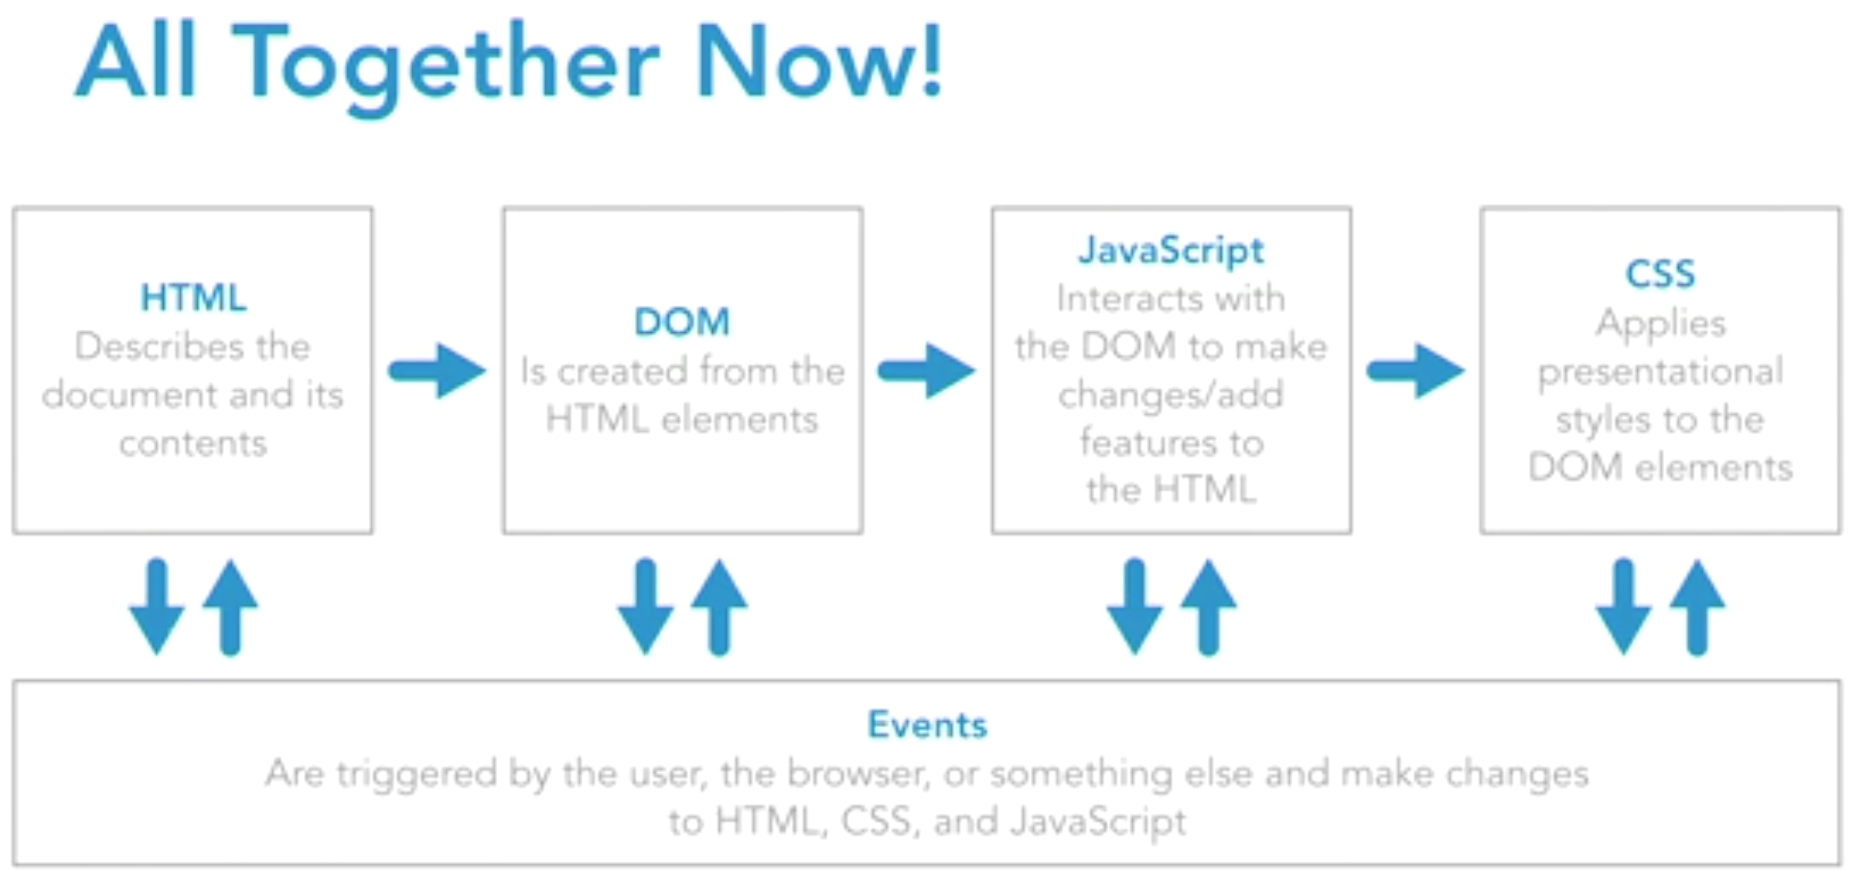 All Together Now!
HTML
Describes the
document and its
contents
DOM
Is created from the
HTML elements
JavaScript
Interacts with
the DOM to make
changes/add
features to
the HTML
CSS
Applies
presentational
styles to the
DOM elements
Events
Are triggered by the user, the browser, or something else and make changes
to HTML, CSS, and JavaScript